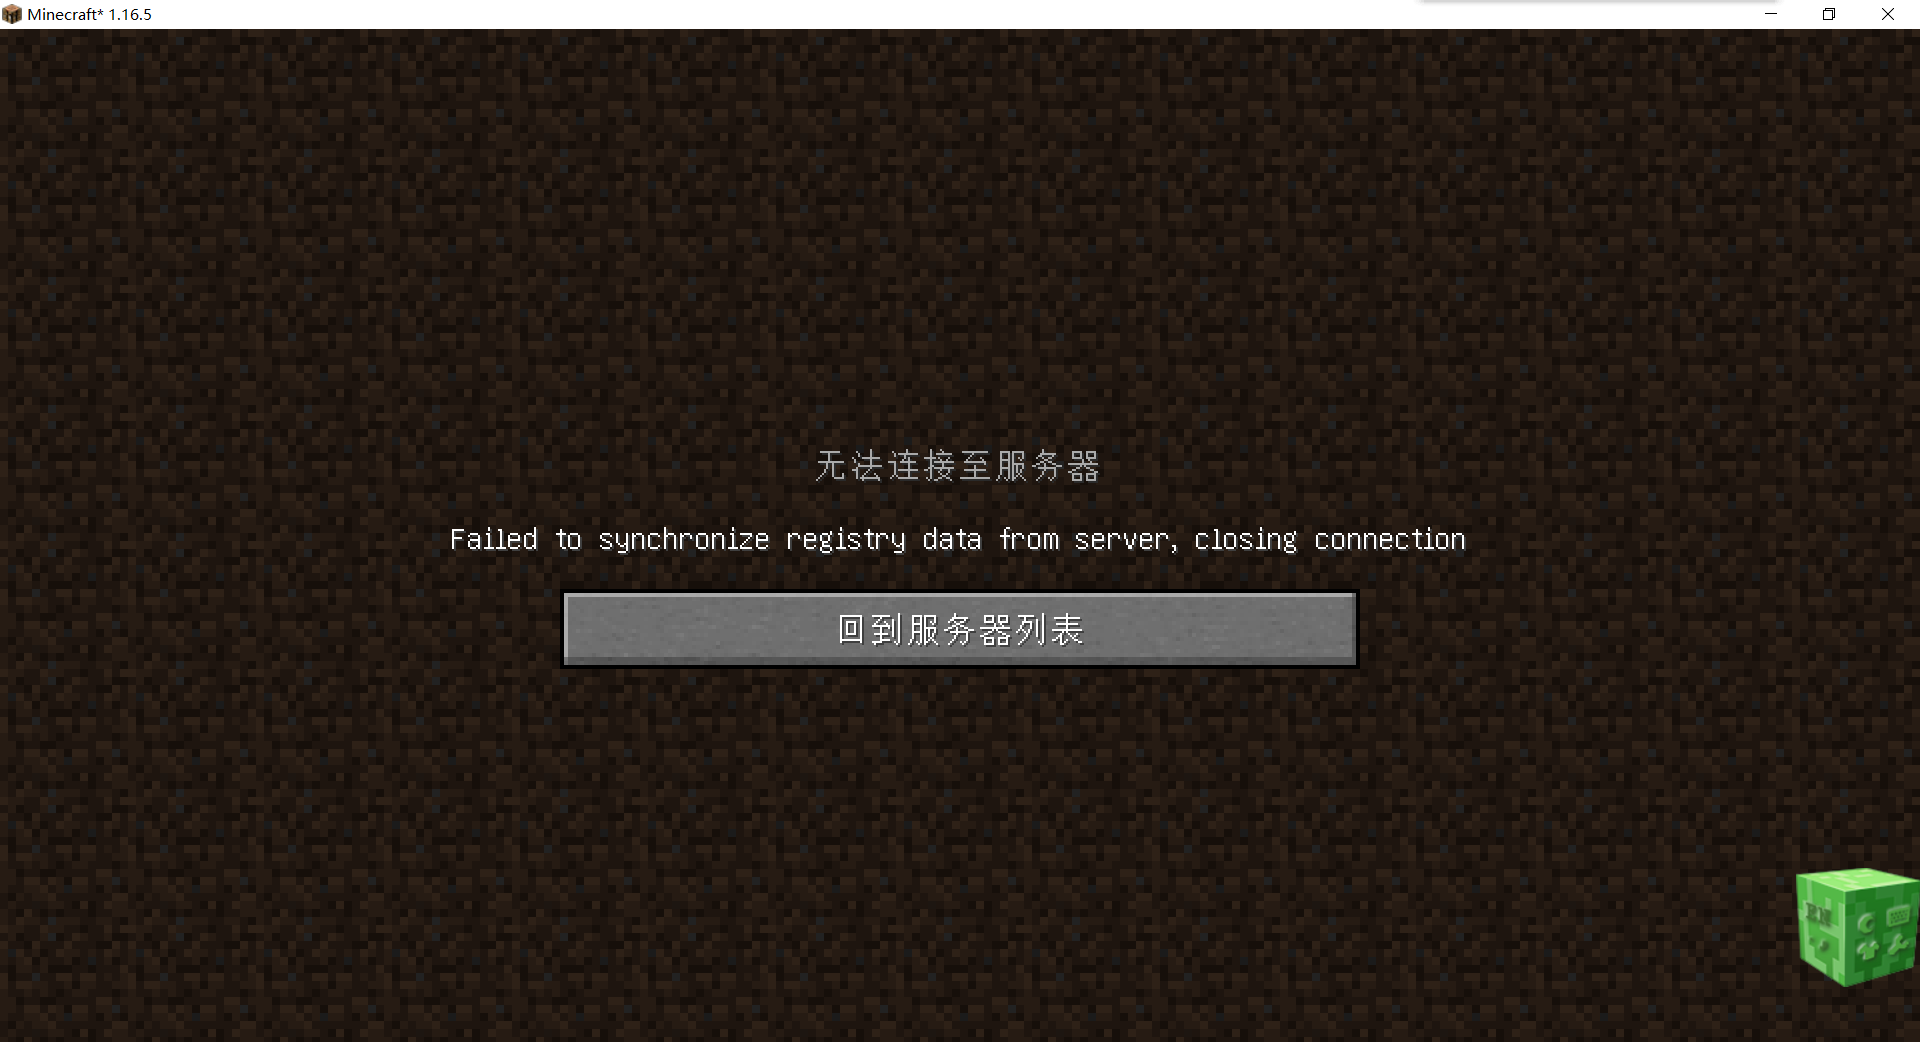 Minecraft* 1.16.5
无法连接至服务器
Failed to synchronize registry data from server, closing connection
回到服务器列表